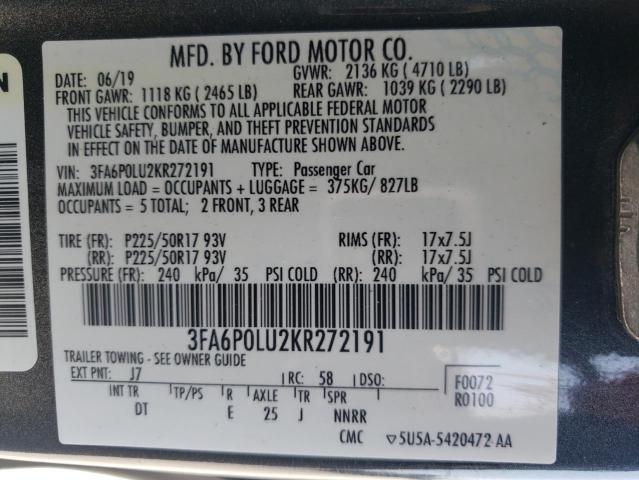 MFD. BY FORD MOTOR CO.
DATE: 06/19 GVWR: 2136 KG ( 4710 LB)
FRONT GAWR: 1118 KG ( 2465 LB) REAR GAWR: 1039 KG ( 2290 LB)
THIS VEHICLE CONFORMS TO ALL APPLICABLE FEDERAL MOTOR
VEHICLE SAFETY, BUMPER, AND THEFT PREVENTION STANDARDS
IN EFFECT ON THE DATE OF MANUFACTURE SHOWN ABOVE.
VIN: 3FA6P0LU2KR272191 TYPE: Passenger Car
MAXIMUM LOAD = OCCUPANTS + LUGGAGE = 375KG/ 827LB
OCCUPANTS = 5 TOTAL; 2 FRONT, 3 REAR
TIRE (FR): P225/50R17 93V RIMS (FR): 17x7.5J
(RR): P225/50R17 93V (RR): 17x7.5J
PRESSURE (FR): 240 kPa/ 35 PSI COLD (RR): 240 kPa/ 35 PSI COLD
3FA6P0LU2KR272191
TRAILER TOWING - SEE OWNER GUIDE
EXT PNT: J7 RC: 58 DSO: F0072
INT TR TP/PS R AXLE TR SPR R0100
DT E 25 J NNRR
CMC ▽5U5A-5420472 AA